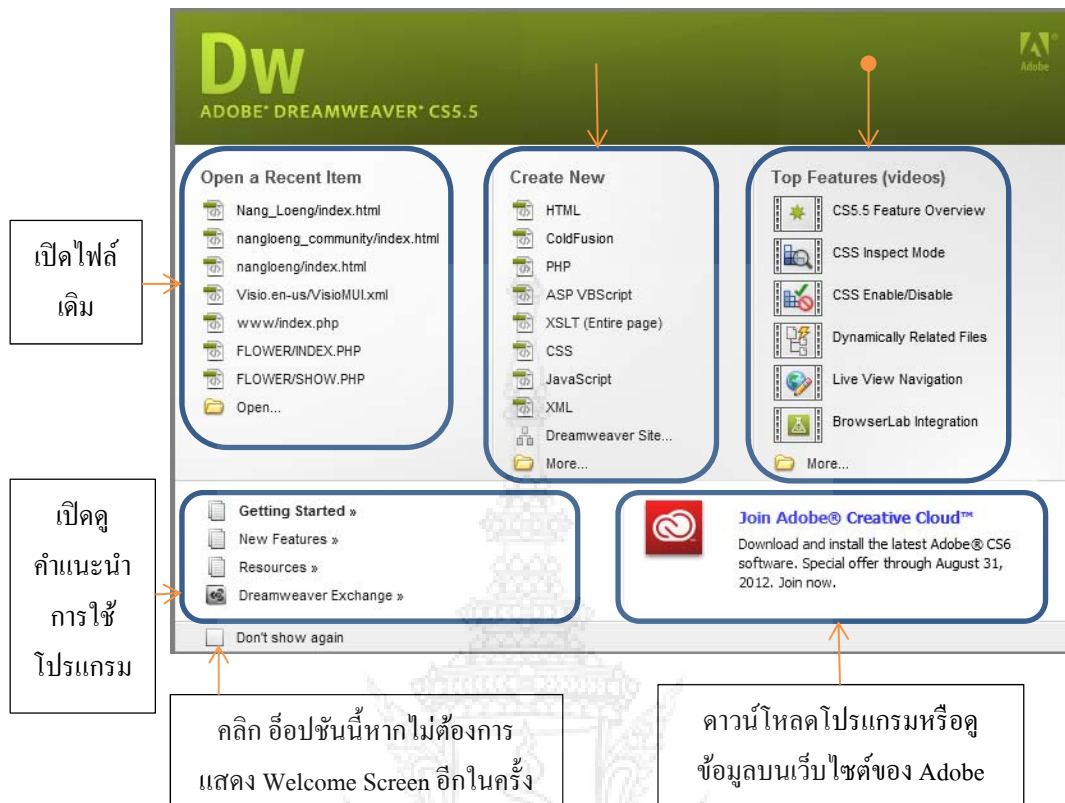 Dw
ADOBE® DREAMWEAVER® CS5.5
Adobe®
เปิดไฟล์
เดิม
Open a Recent Item
Nang_Loeng/index.html
nangloeng_community/index.html
nangloeng/index.html
Visio.en-us/VisioMUI.xml
www/index.php
FLOWER/INDEX.PHP
FLOWER/SHOW.PHP
Open...
Create New
HTML
ColdFusion
PHP
ASP VBScript
XSLT (Entire page)
CSS
JavaScript
XML
Dreamweaver Site...
More...
Top Features (videos)
CS5.5 Feature Overview
CSS Inspect Mode
CSS Enable/Disable
Dynamically Related Files
Live View Navigation
BrowserLab Integration
More...
เปิดดู
คำแนะนำ
การใช้
โปรแกรม
Getting Started »
New Features »
Resources »
Dreamweaver Exchange »
Join Adobe® Creative Cloud™
Download and install the latest Adobe® CS6
software. Special offer through August 31,
2012. Join now.
Don't show again
คลิก อ็อปชันนี้หากไม่ต้องการ
แสดง Welcome Screen อีกในครั้ง
ดาวน์โหลดโปรแกรมหรือดู
ข้อมูลบนเว็บไซต์ของ Adobe